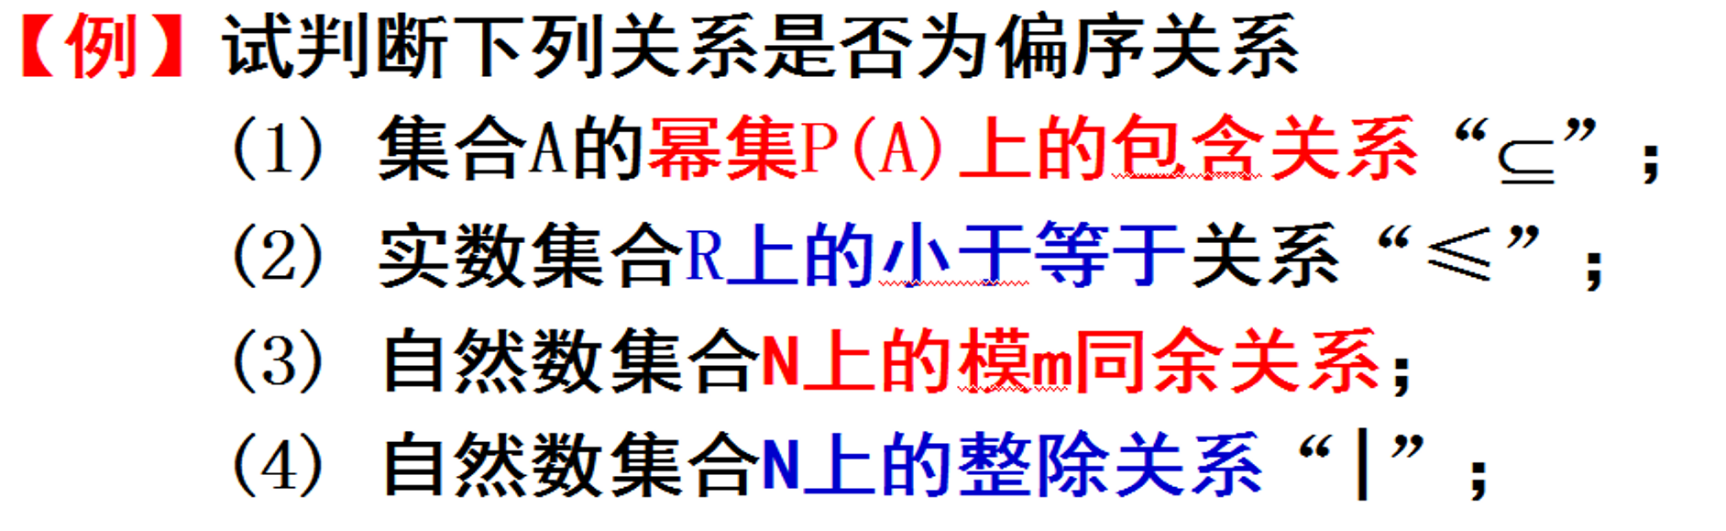 【例】试判断下列关系是否为偏序关系
(1) 集合A的幂集P(A)上的包含关系“⊆”；
(2) 实数集合R上的小于等于关系“≤”；
(3) 自然数集合N上的模m同余关系；
(4) 自然数集合N上的整除关系“|”；